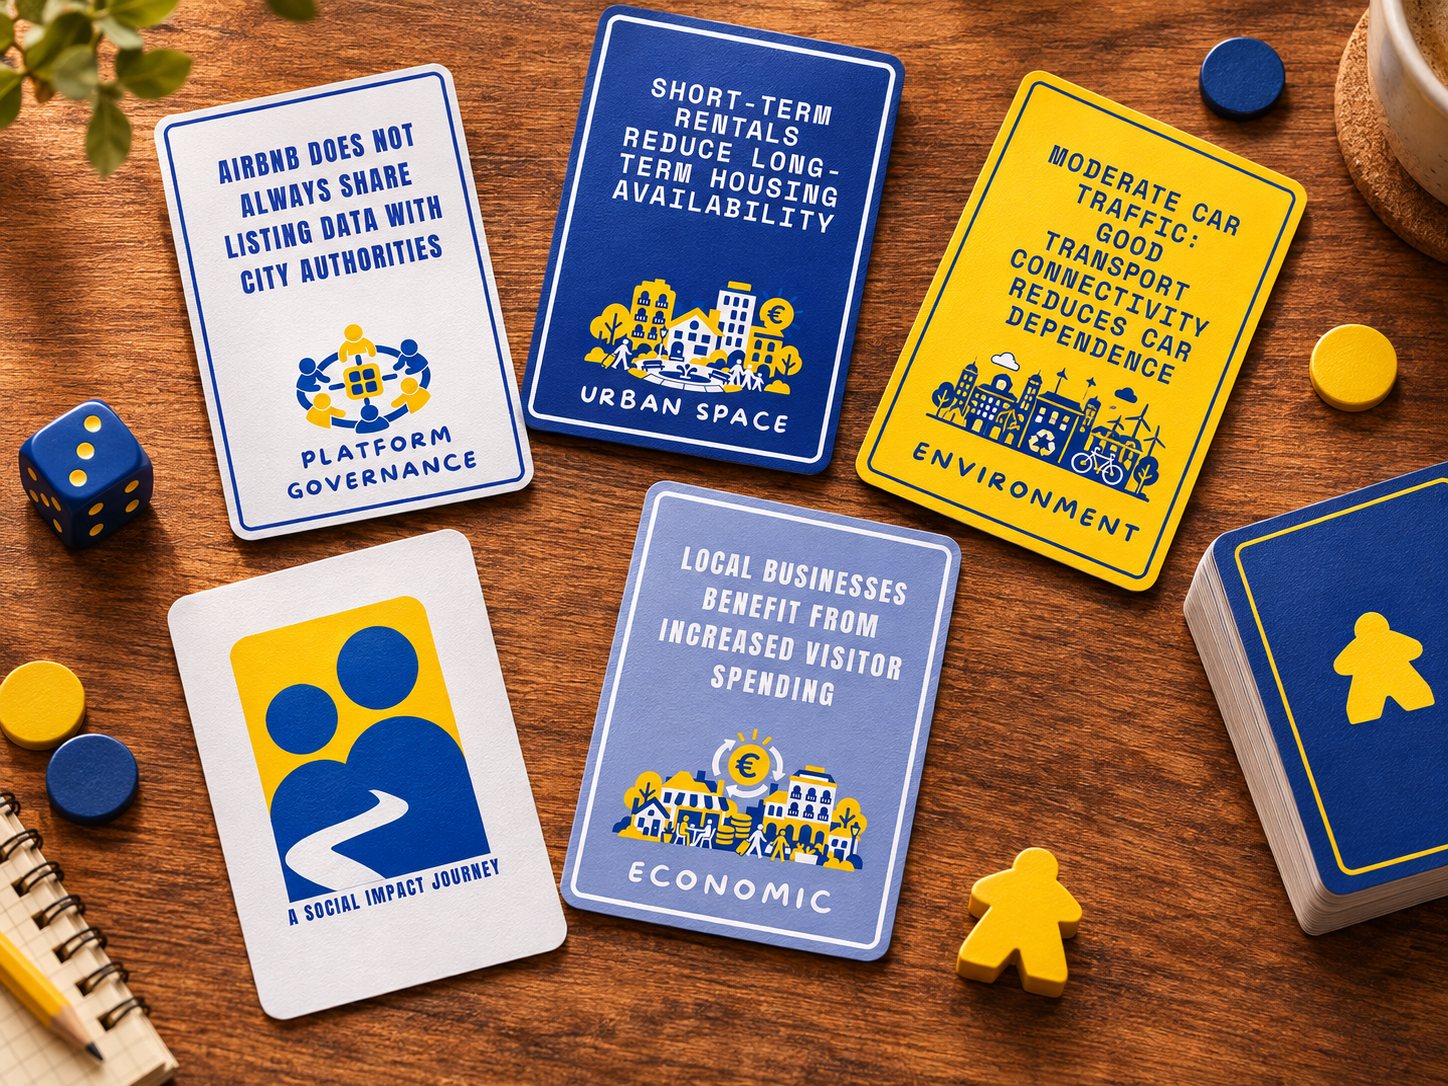 AIRBNB DOES NOT
ALWAYS SHARE
LISTING DATA WITH
CITY AUTHORITIES
PLATFORM
GOVERNANCE
SHORT-TERM
RENTALS
REDUCE LONG-
TERM HOUSING
AVAILABILITY
€
URBAN SPACE
MODERATE CAR
TRAFFIC:
GOOD
TRANSPORT
CONNECTIVITY
REDUCES CAR
DEPENDENCE
ENVIRONMENT
A SOCIAL IMPACT JOURNEY
LOCAL BUSINESSES
BENEFIT FROM
INCREASED VISITOR
SPENDING
€
ECONOMIC